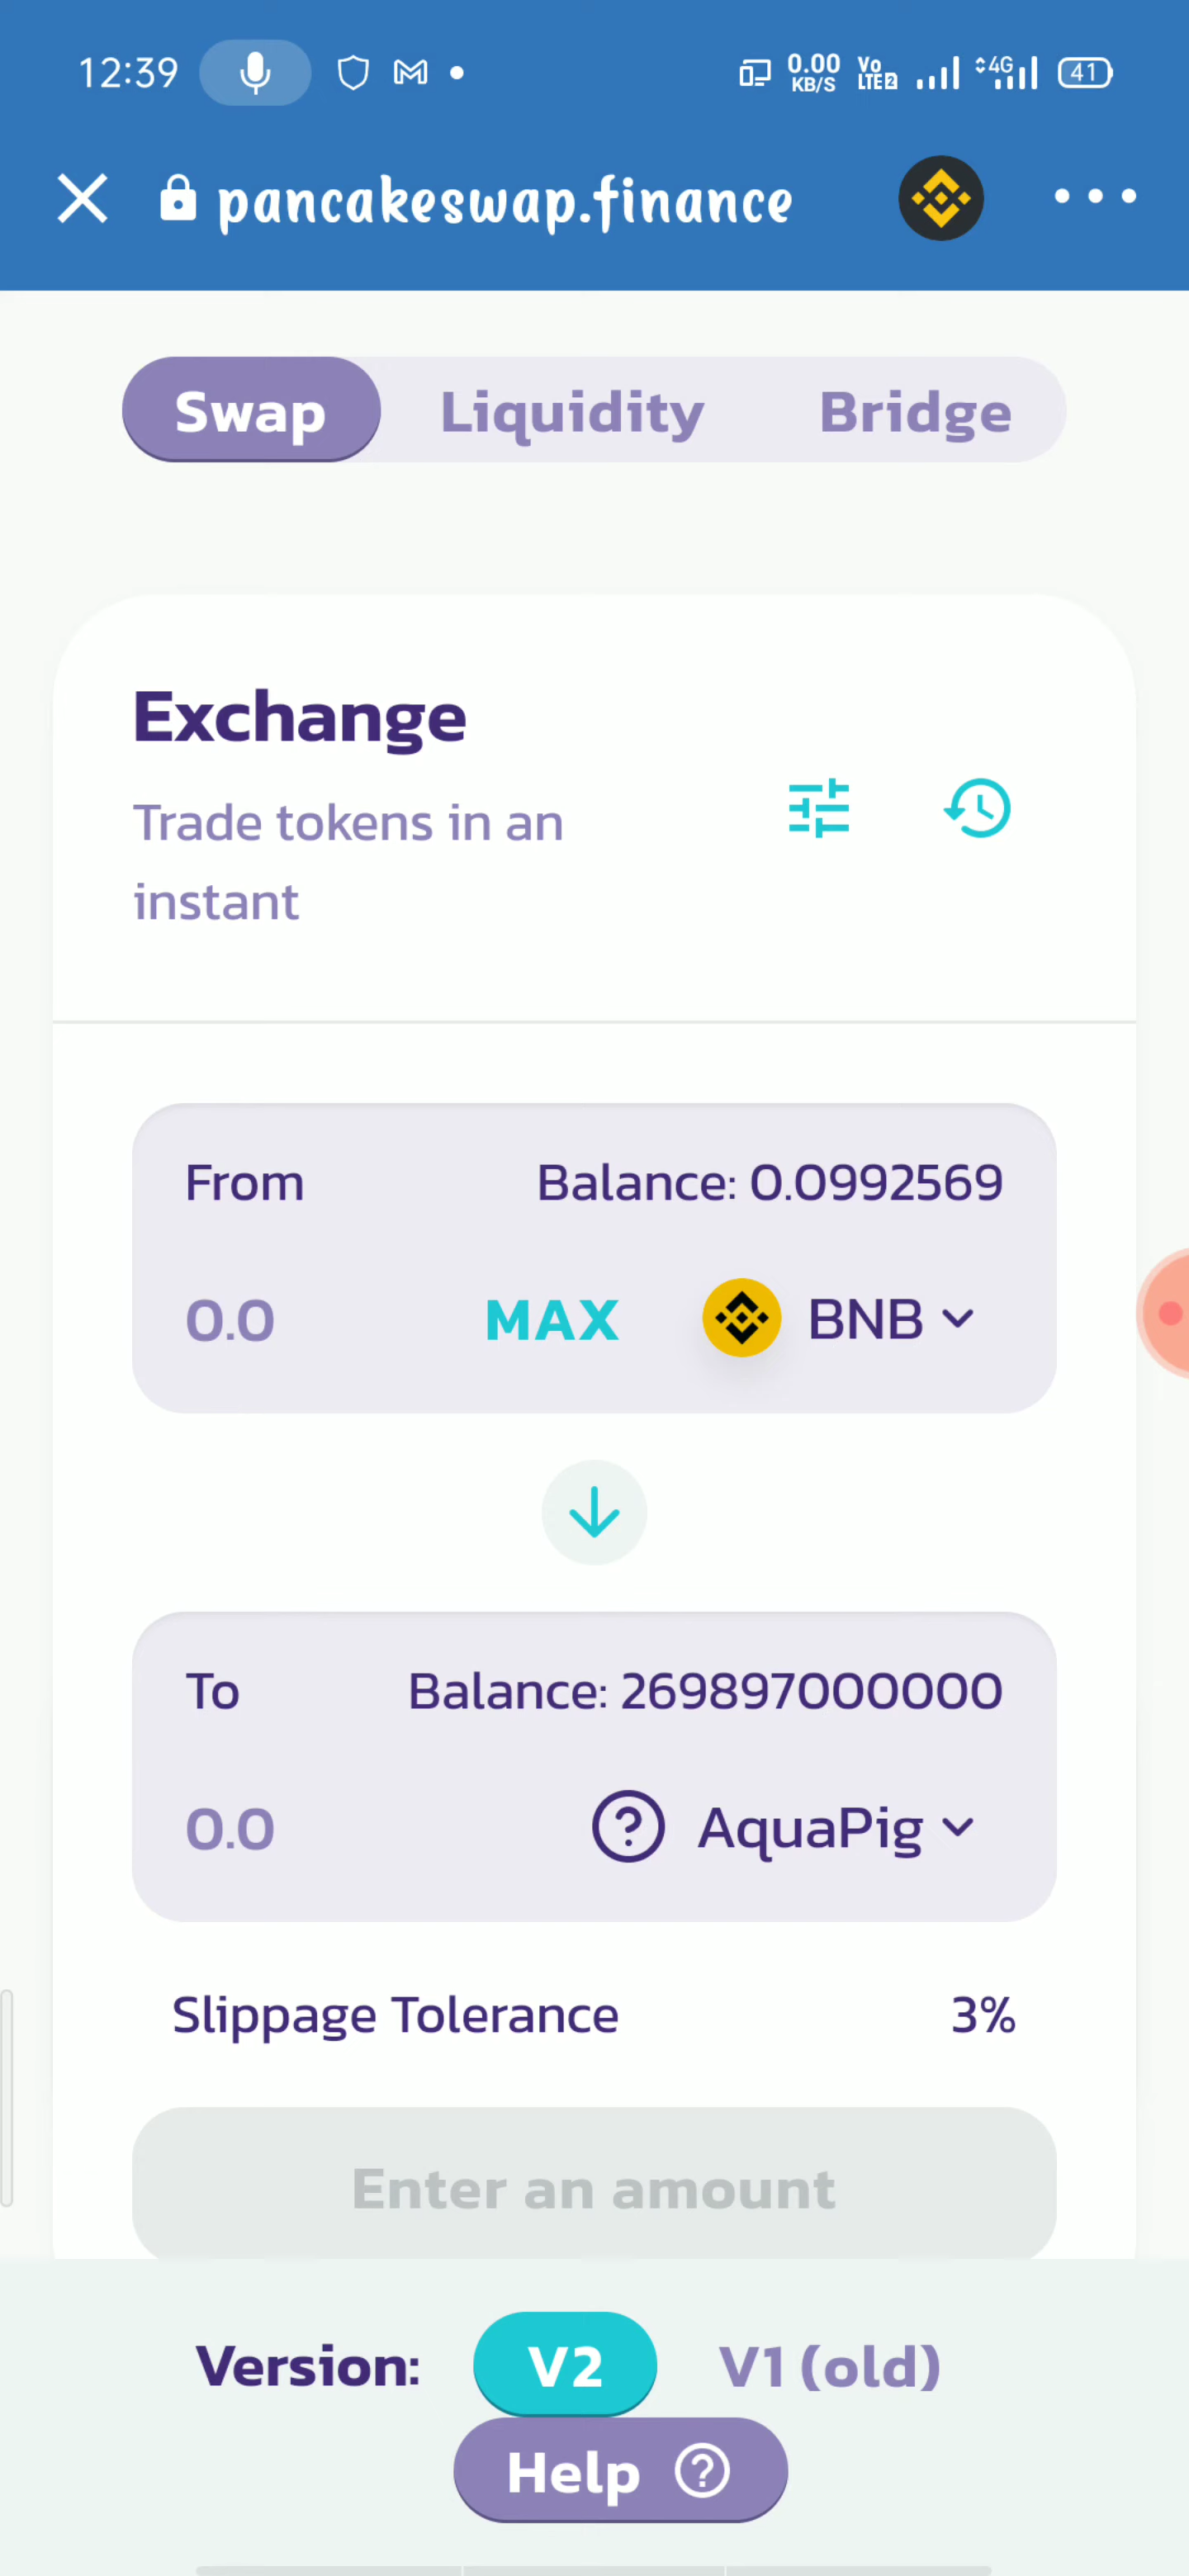 12:39 0.00 KB/S Vo LTE2 4G 41
pancakeswap.finance
Swap Liquidity Bridge
Exchange
Trade tokens in an
instant
From Balance: 0.0992569
0.0 MAX BNB
To Balance: 269897000000
0.0 ? AquaPig
Slippage Tolerance 3%
Enter an amount
Version: V2 V1 (old)
Help ?